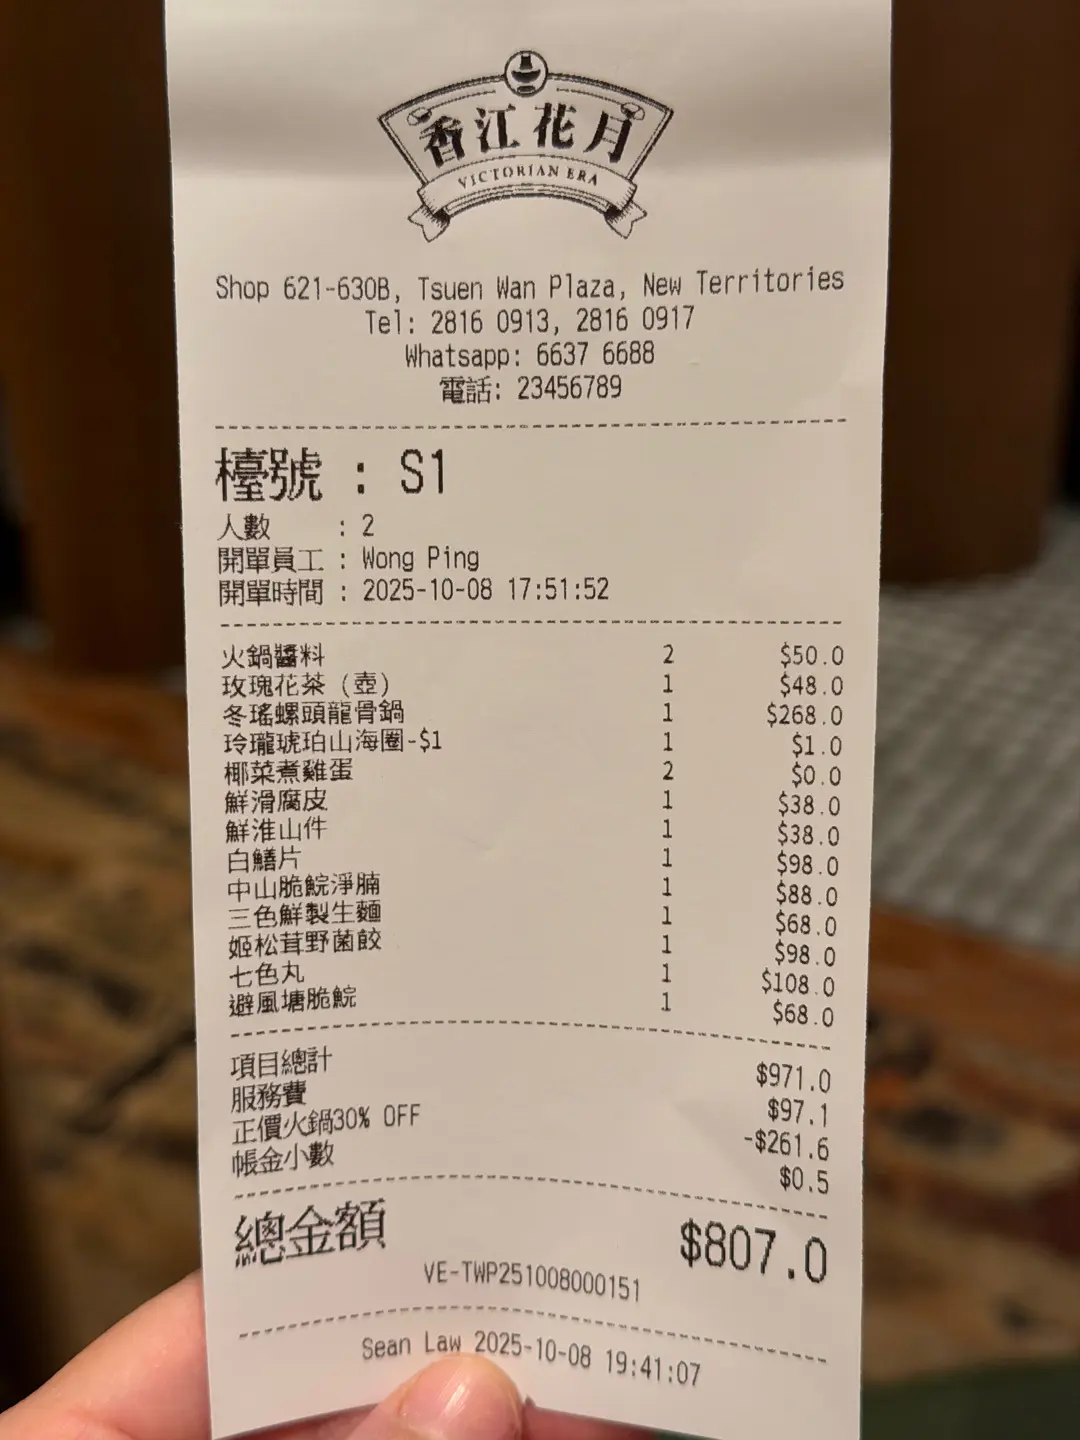 香江花月
VICTORIAN ERA
Shop 621-630B, Tsuen Wan Plaza, New Territories
Tel: 2816 0913, 2816 0917
Whatsapp: 6637 6688
電話: 23456789
檯號 : S1
人數 : 2
開單員工 : Wong Ping
開單時間 : 2025-10-08 17:51:52
火鍋醬料 2 $50.0
玫瑰花茶 (壺) 1 $48.0
冬瑤螺頭龍骨鍋 1 $268.0
玲瓏琥珀山海圈-$1 1 $1.0
椰菜煮雞蛋 2 $0.0
鮮滑腐皮 1 $38.0
鮮淮山件 1 $38.0
白鱔片 1 $98.0
中山脆鯇淨腩 1 $88.0
三色鮮製生麵 1 $68.0
姬松茸野菌餃 1 $98.0
七色丸 1 $108.0
避風塘脆鯇 1 $68.0
項目總計 $971.0
服務費 $97.1
正價火鍋30% OFF -$261.6
帳金小數 $0.5
總金額 $807.0
VE-TWP251008000151
Sean Law 2025-10-08 19:41:07